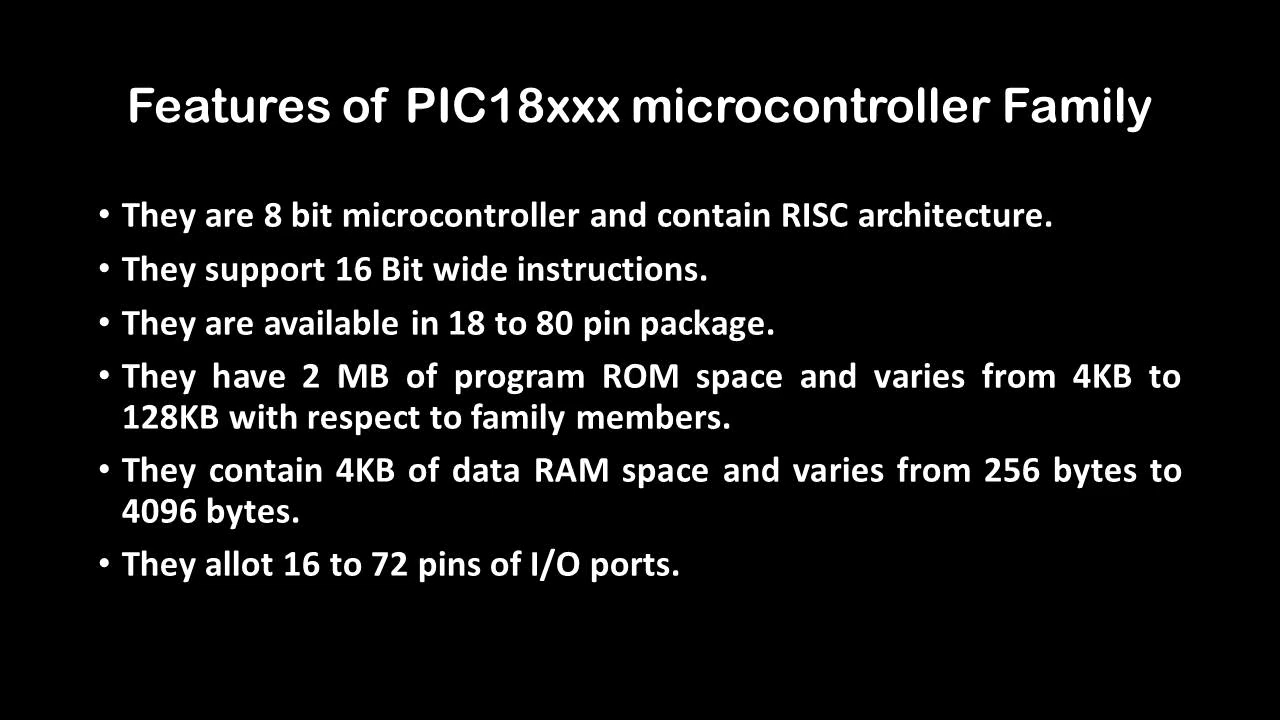 Features of PIC18xxx microcontroller Family
• They are 8 bit microcontroller and contain RISC architecture.
• They support 16 Bit wide instructions.
• They are available in 18 to 80 pin package.
• They have 2 MB of program ROM space and varies from 4KB to
128KB with respect to family members.
• They contain 4KB of data RAM space and varies from 256 bytes to
4096 bytes.
• They allot 16 to 72 pins of I/O ports.